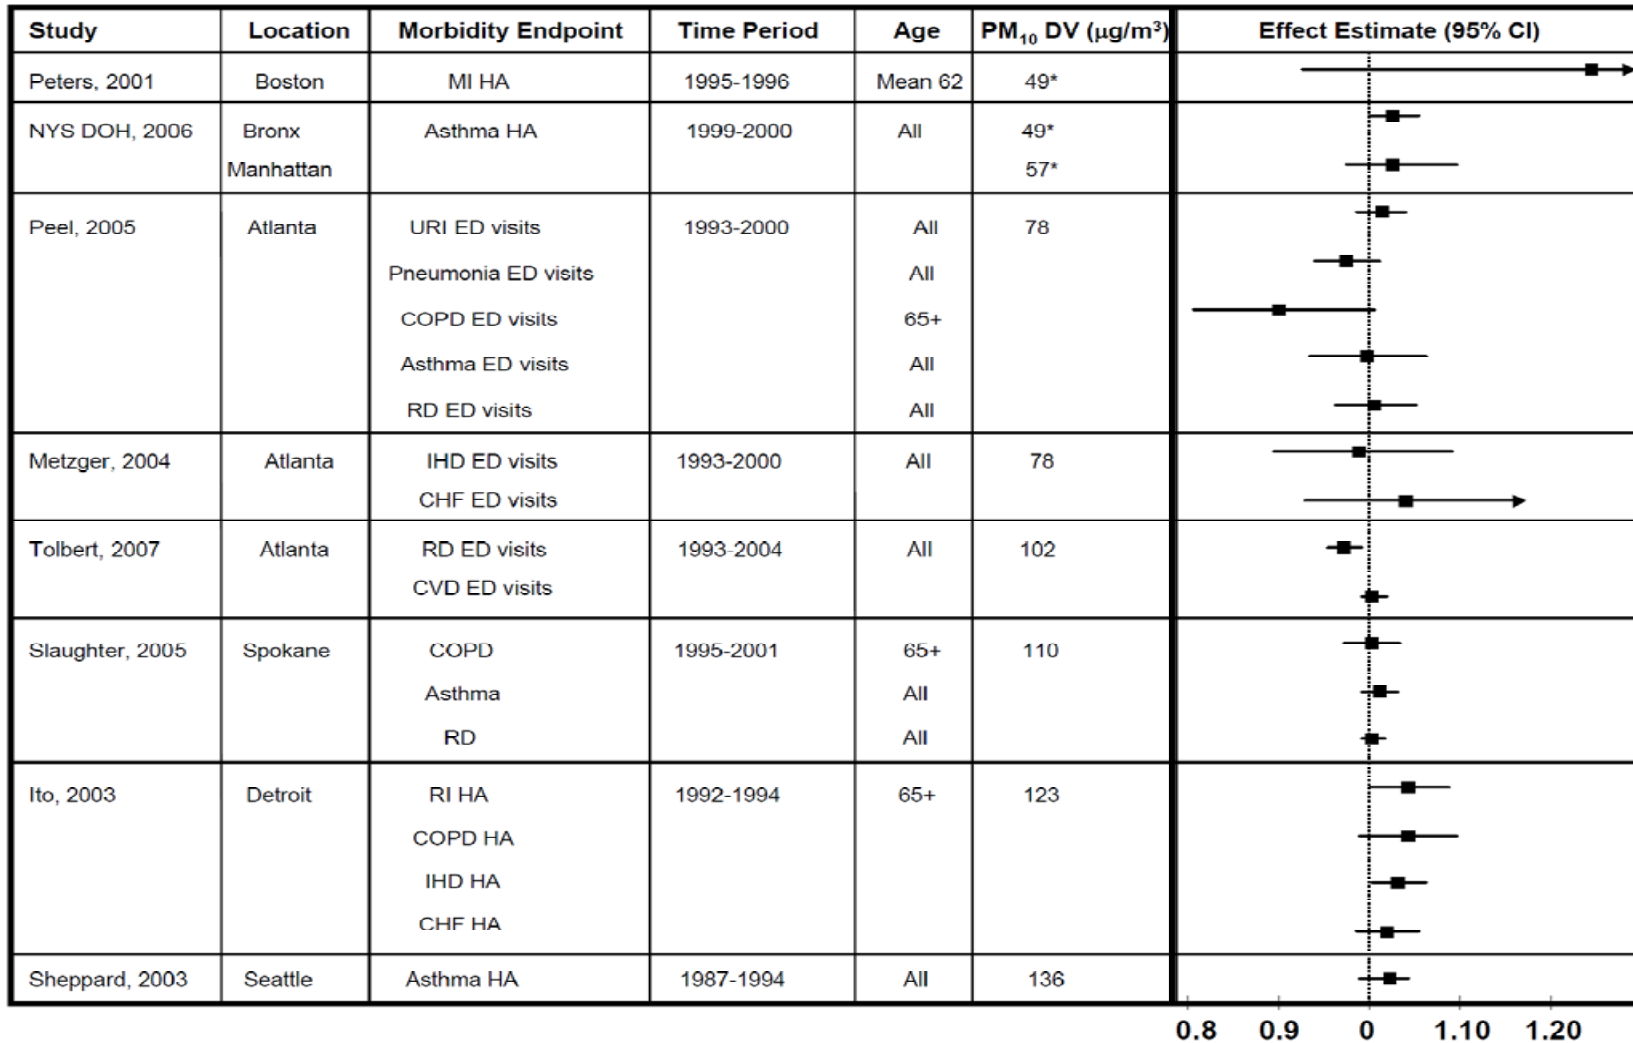 Study Location Morbidity Endpoint Time Period Age PM10 DV (µg/m³) Effect Estimate (95% CI)
Peters, 2001 Boston MI HA 1995-1996 Mean 62 49*
NYS DOH, 2006 Bronx Asthma HA 1999-2000 All 49*
Manhattan 57*
Peel, 2005 Atlanta URI ED visits 1993-2000 All 78
Pneumonia ED visits All
COPD ED visits 65+
Asthma ED visits All
RD ED visits All
Metzger, 2004 Atlanta IHD ED visits 1993-2000 All 78
CHF ED visits
Tolbert, 2007 Atlanta RD ED visits 1993-2004 All 102
CVD ED visits
Slaughter, 2005 Spokane COPD 1995-2001 65+ 110
Asthma All
RD All
Ito, 2003 Detroit RI HA 1992-1994 65+ 123
COPD HA
IHD HA
CHF HA
Sheppard, 2003 Seattle Asthma HA 1987-1994 All 136
0.8 0.9 0 1.10 1.20